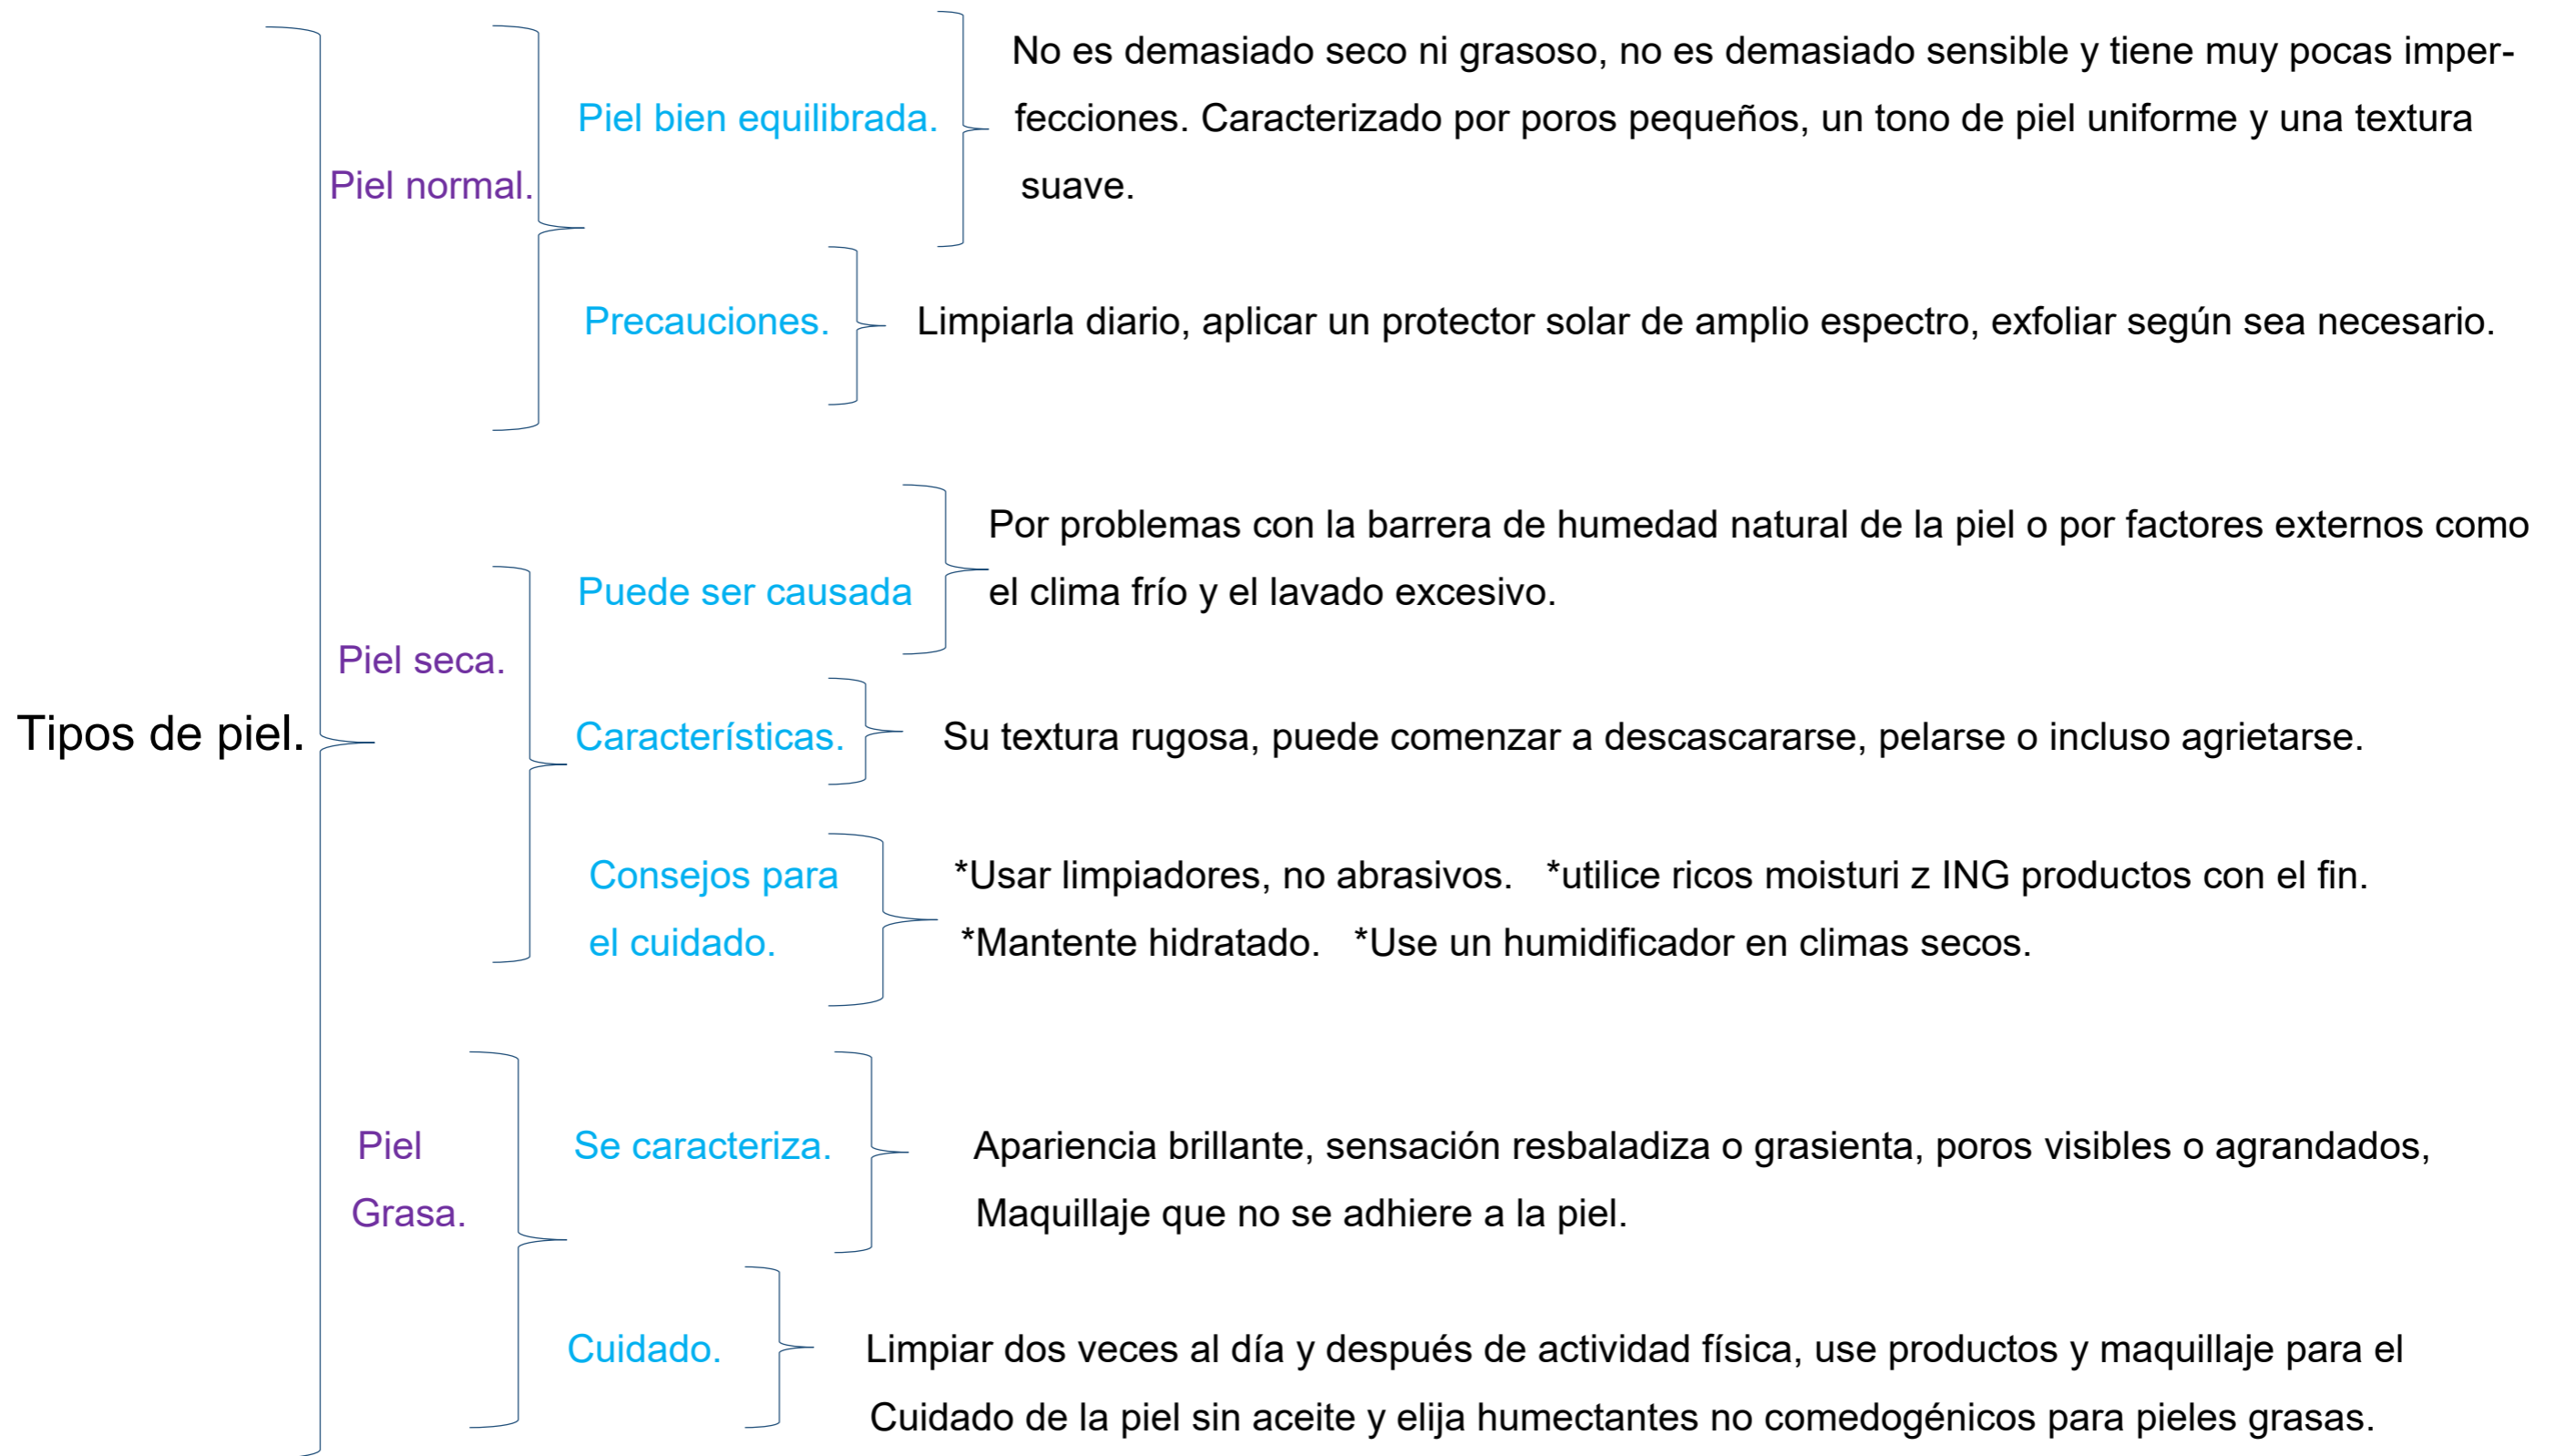 Tipos de piel.
Piel normal.
Piel bien equilibrada.
No es demasiado seco ni grasoso, no es demasiado sensible y tiene muy pocas imper-
fecciones. Caracterizado por poros pequeños, un tono de piel uniforme y una textura
suave.
Precauciones.
Limpiarla diario, aplicar un protector solar de amplio espectro, exfoliar según sea necesario.
Piel seca.
Puede ser causada
Por problemas con la barrera de humedad natural de la piel o por factores externos como
el clima frío y el lavado excesivo.
Características.
Su textura rugosa, puede comenzar a descascararse, pelarse o incluso agrietarse.
Consejos para
el cuidado.
*Usar limpiadores, no abrasivos. *utilice ricos moisturi z ING productos con el fin.
*Mantente hidratado. *Use un humidificador en climas secos.
Piel
Grasa.
Se caracteriza.
Apariencia brillante, sensación resbaladiza o grasienta, poros visibles o agrandados,
Maquillaje que no se adhiere a la piel.
Cuidado.
Limpiar dos veces al día y después de actividad física, use productos y maquillaje para el
Cuidado de la piel sin aceite y elija humectantes no comedogénicos para pieles grasas.